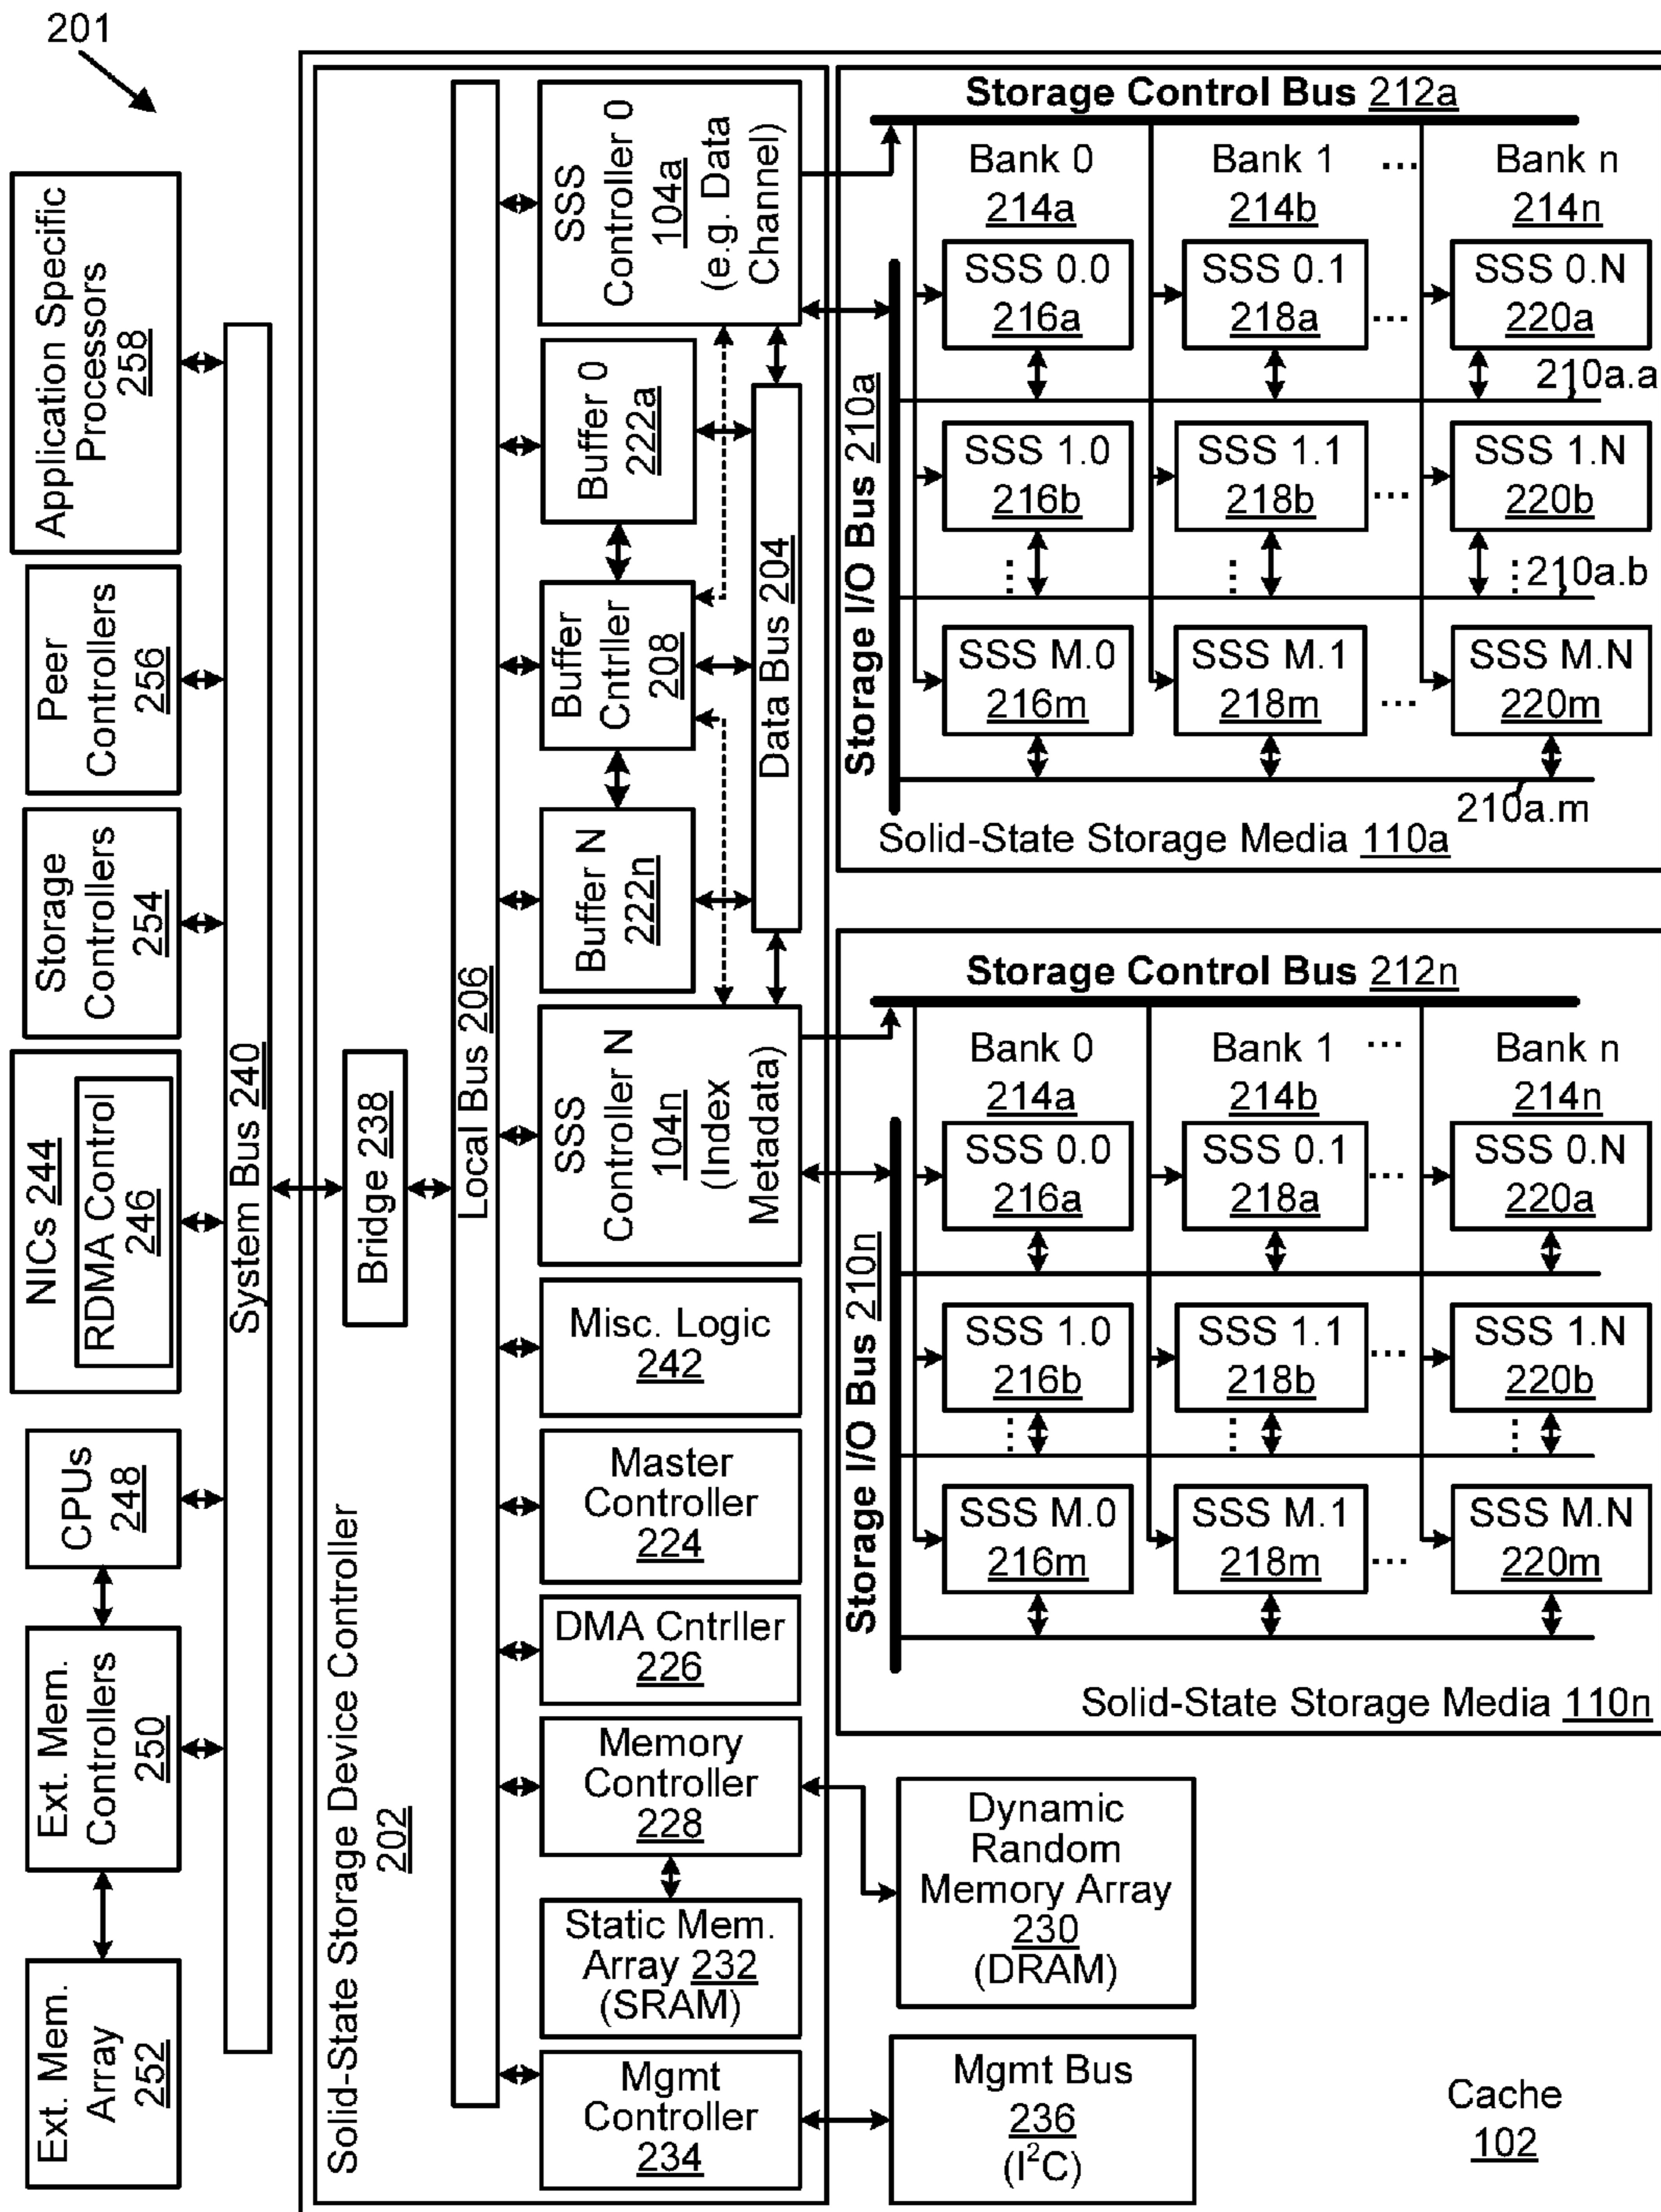 201
Application Specific
Processors
258
Peer
Controllers
256
Storage
Controllers
254
NICs 244
RDMA Control
246
CPUs
248
Ext. Mem.
Controllers
250
Ext. Mem.
Array
252
System Bus 240
Bridge 238
Solid-State Storage Device Controller
202
Local Bus 206
SSS
Controller 0
104a
(e.g. Data
Channel)
Buffer 0
222a
Buffer
Cntrller
208
Buffer N
222n
Data Bus 204
SSS
Controller N
104n
(Index
Metadata)
Misc. Logic
242
Master
Controller
224
DMA Cntrller
226
Memory
Controller
228
Static Mem.
Array 232
(SRAM)
Mgmt
Controller
234
Storage Control Bus 212a
Storage I/O Bus 210a
Bank 0
214a
Bank 1
214b
...
Bank n
214n
SSS 0.0
216a
SSS 0.1
218a
...
SSS 0.N
220a
210a.a
SSS 1.0
216b
SSS 1.1
218b
...
SSS 1.N
220b
210a.b
SSS M.0
216m
SSS M.1
218m
...
SSS M.N
220m
210a.m
Solid-State Storage Media 110a
Storage Control Bus 212n
Storage I/O Bus 210n
Bank 0
214a
Bank 1
214b
...
Bank n
214n
SSS 0.0
216a
SSS 0.1
218a
...
SSS 0.N
220a
SSS 1.0
216b
SSS 1.1
218b
...
SSS 1.N
220b
SSS M.0
216m
SSS M.1
218m
...
SSS M.N
220m
Solid-State Storage Media 110n
Dynamic
Random
Memory Array
230
(DRAM)
Mgmt Bus
236
(I²C)
Cache
102